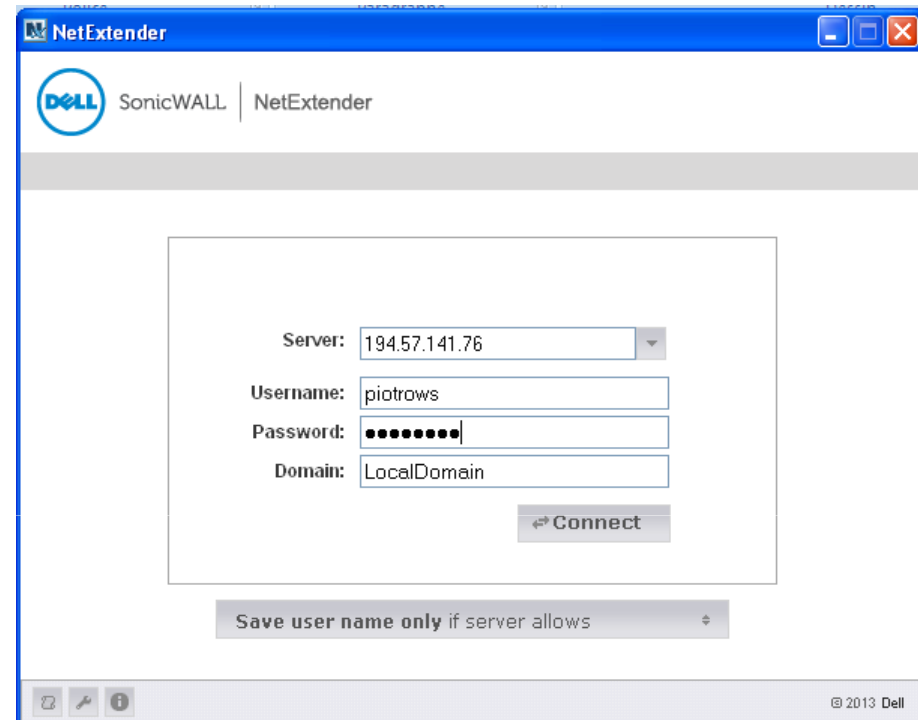 NetExtender
DELL SonicWALL | NetExtender
Server: 194.57.141.76
Username: piotrows
Password: ●●●●●●●●
Domain: LocalDomain
Connect
Save user name only if server allows
© 2013 Dell